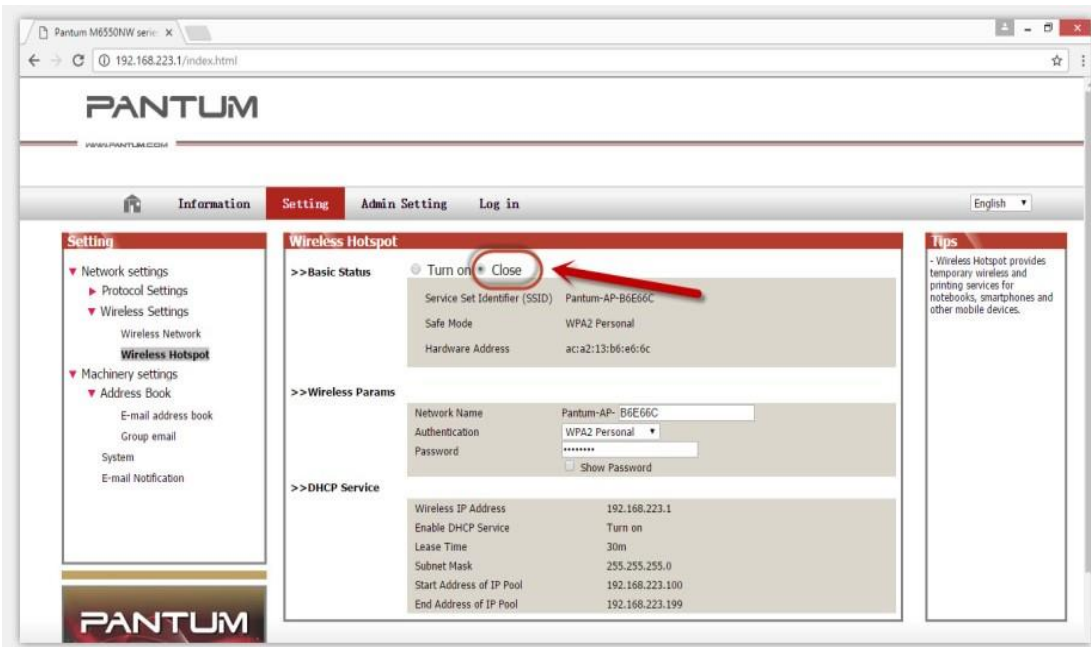 Pantum M6550NW serie
192.168.223.1/index.html
PANTUM
WWW.PANTUM.COM
Information Setting Admin Setting Log in English
Setting
Network settings
Protocol Settings
Wireless Settings
Wireless Network
Wireless Hotspot
Machinery settings
Address Book
E-mail address book
Group email
System
E-mail Notification
PANTUM
Wireless Hotspot
>>Basic Status Turn on Close
Service Set Identifier (SSID) Pantum-AP-B6E66C
Safe Mode WPA2 Personal
Hardware Address ac:a2:13:b6:e6:6c
>>Wireless Params
Network Name Pantum-AP- B6E66C
Authentication WPA2 Personal
Password ••••••••
Show Password
>>DHCP Service
Wireless IP Address 192.168.223.1
Enable DHCP Service Turn on
Lease Time 30m
Subnet Mask 255.255.255.0
Start Address of IP Pool 192.168.223.100
End Address of IP Pool 192.168.223.199
Tips
- Wireless Hotspot provides
temporary wireless and
printing services for
notebooks, smartphones and
other mobile devices.